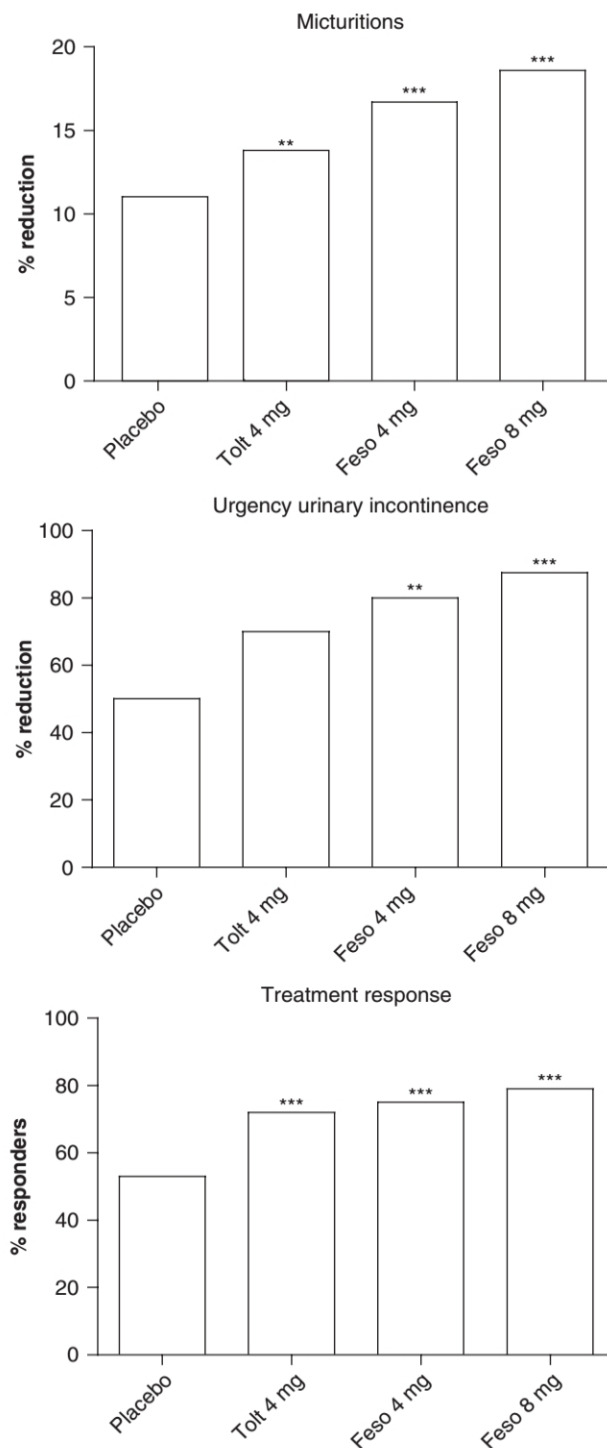 Micturitions
% reduction
20
15
10
5
0
**
***
***
Placebo
Tolt 4 mg
Feso 4 mg
Feso 8 mg
Urgency urinary incontinence
% reduction
100
80
60
40
20
0
**
***
Placebo
Tolt 4 mg
Feso 4 mg
Feso 8 mg
Treatment response
% responders
100
80
60
40
20
0
***
***
***
Placebo
Tolt 4 mg
Feso 4 mg
Feso 8 mg